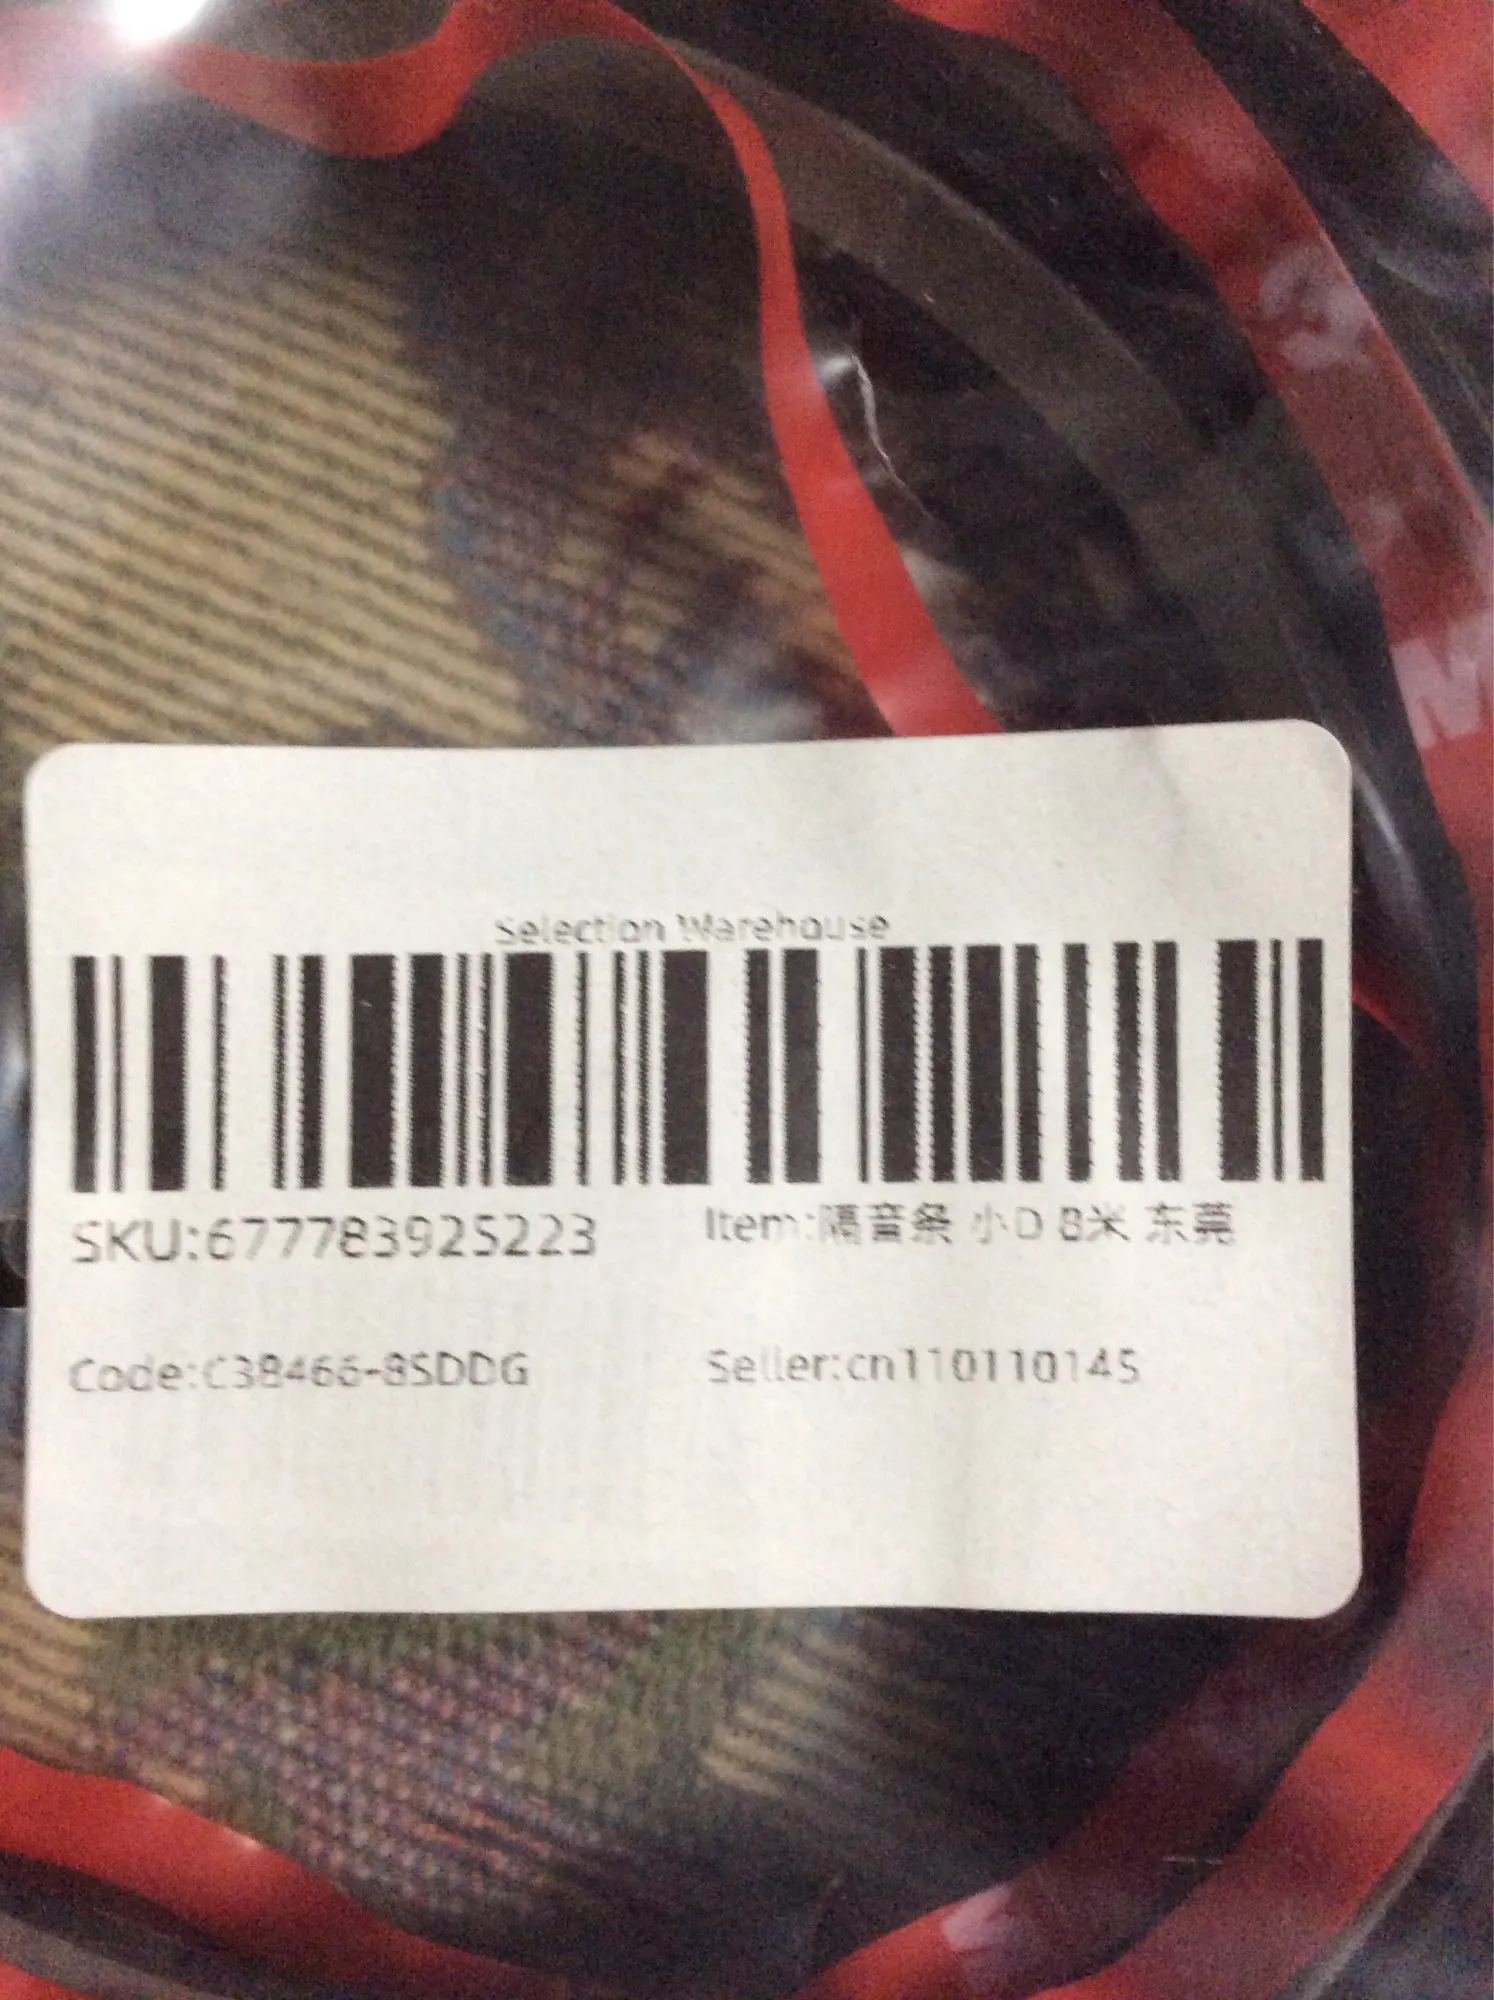 3
M
Selection Warehouse
SKU:677783925223
Item:隔音条 小D 8米 东莞
Code:C38466-8SDDG
Seller:cn110110145